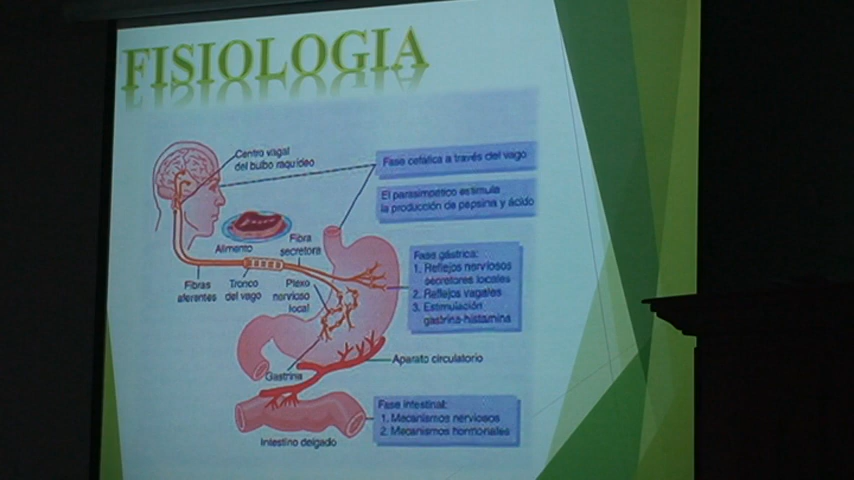 FISIOLOGIA
Centro vagal
del bulbo raquídeo
Fase cefálica a través del vago
El parasimpático estimula
la producción de pepsina y ácido
Alimento
Fibra
secretora
Fibras
aferentes
Tronco
del vago
Plexo
nervioso
local
Fase gástrica:
1. Reflejos nerviosos
secretores locales
2. Reflejos vagales
3. Estimulación
gastrina-histamina
Gastrina
Aparato circulatorio
Fase intestinal:
1. Mecanismos nerviosos
2. Mecanismos hormonales
Intestino delgado